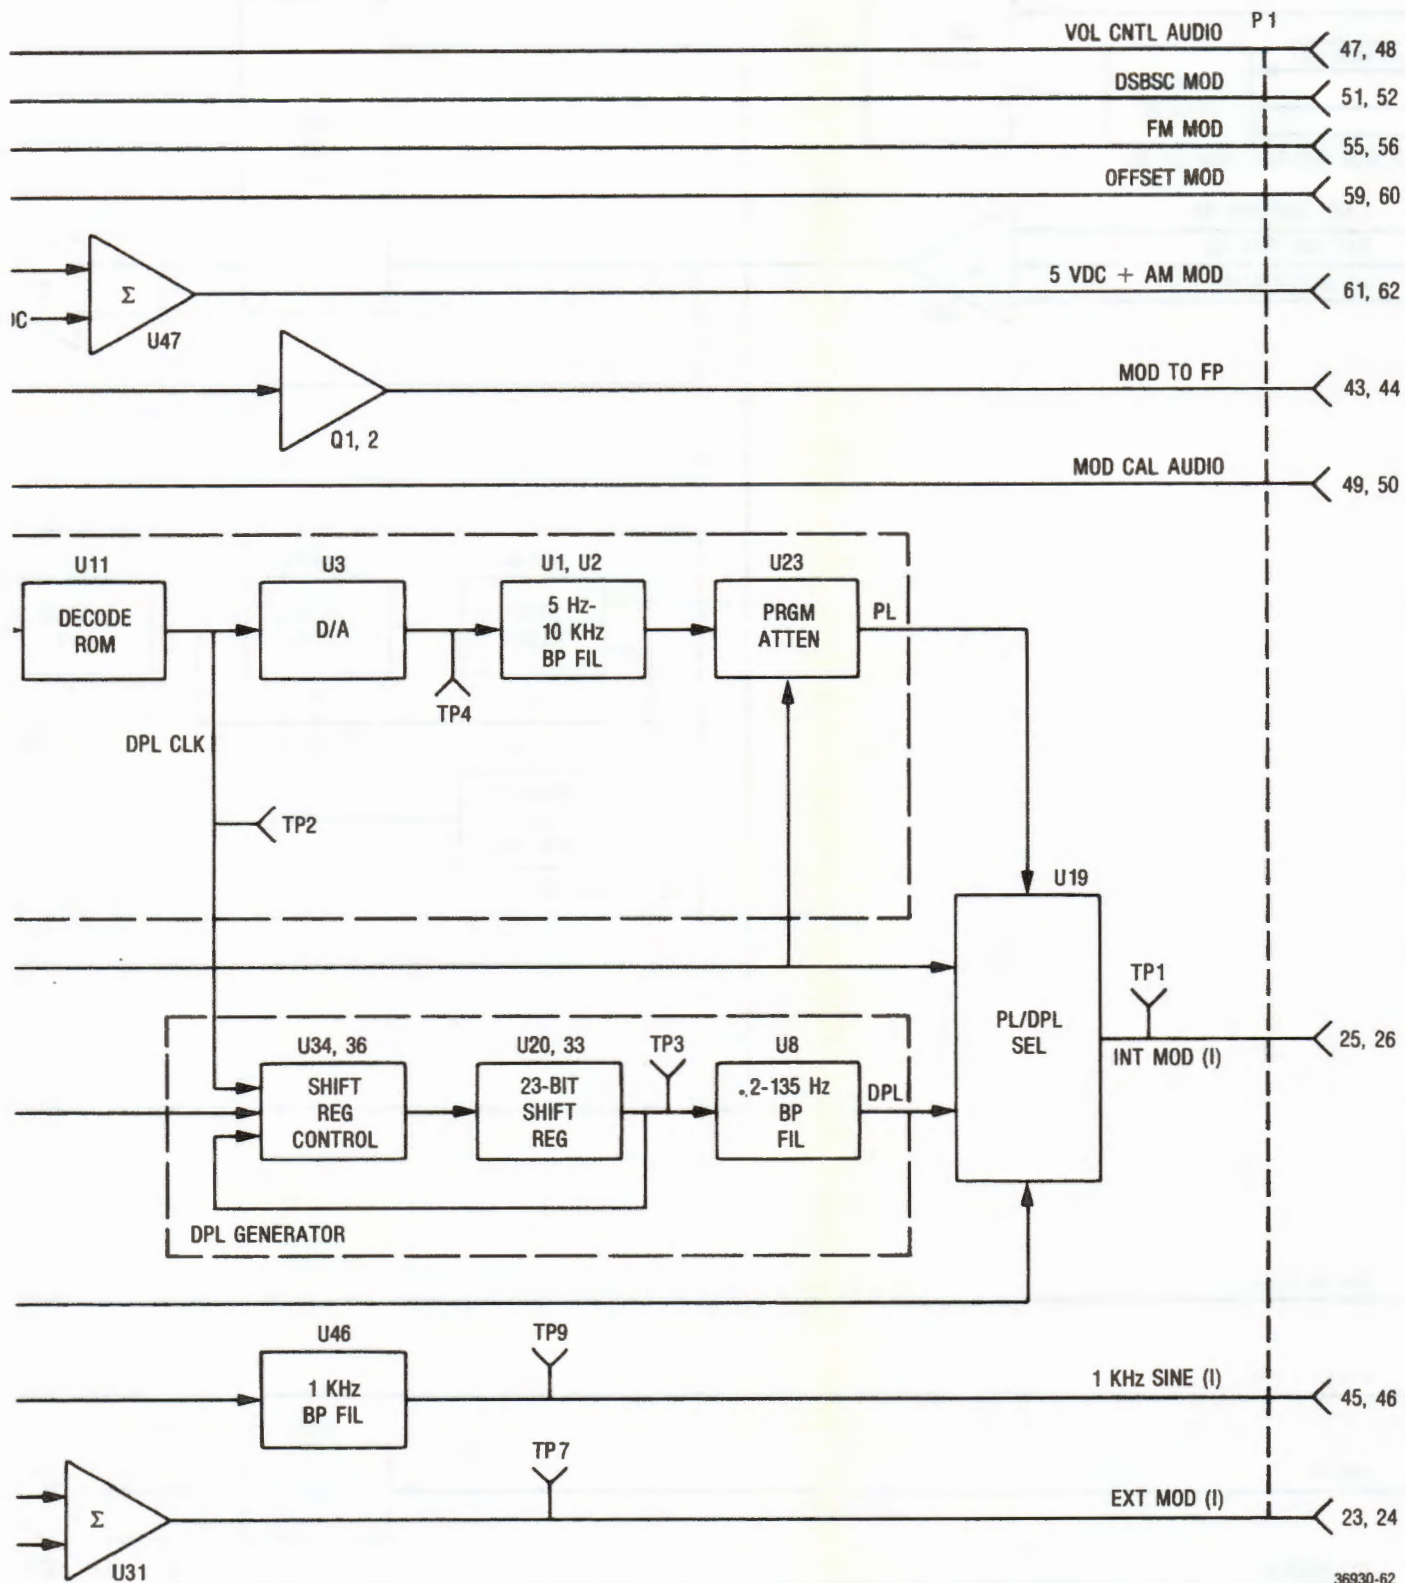 P1
VOL CNTL AUDIO
47, 48
DSBSC MOD
51, 52
FM MOD
55, 56
OFFSET MOD
59, 60
5 VDC + AM MOD
61, 62
Σ
U47
MOD TO FP
43, 44
Q1, 2
MOD CAL AUDIO
49, 50
U11
DECODE
ROM
U3
D/A
U1, U2
5 Hz-
10 KHz
BP FIL
U23
PRGM
ATTEN
PL
TP4
DPL CLK
TP2
U19
PL/DPL
SEL
TP1
INT MOD (I)
25, 26
U34, 36
SHIFT
REG
CONTROL
U20, 33
23-BIT
SHIFT
REG
TP3
U8
.2-135 Hz
BP
FIL
DPL
DPL GENERATOR
U46
1 KHz
BP FIL
TP9
1 KHz SINE (I)
45, 46
TP7
Σ
U31
EXT MOD (I)
23, 24
36930-62